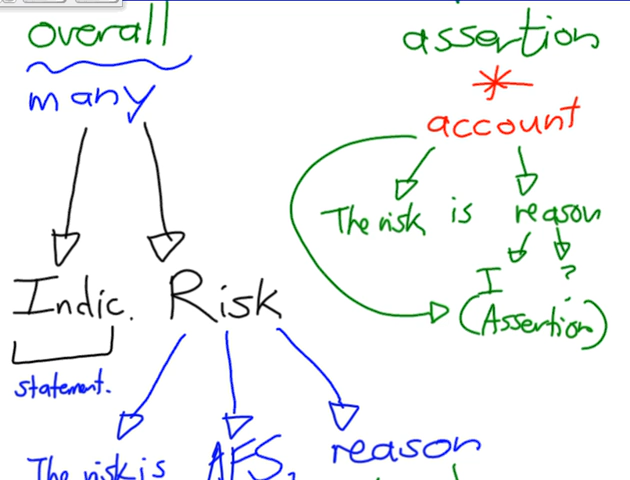 overall
many
Indic. Risk
statement.
The risk is AFS, reason
assertion
account
The risk is reason
I ?
(Assertion)